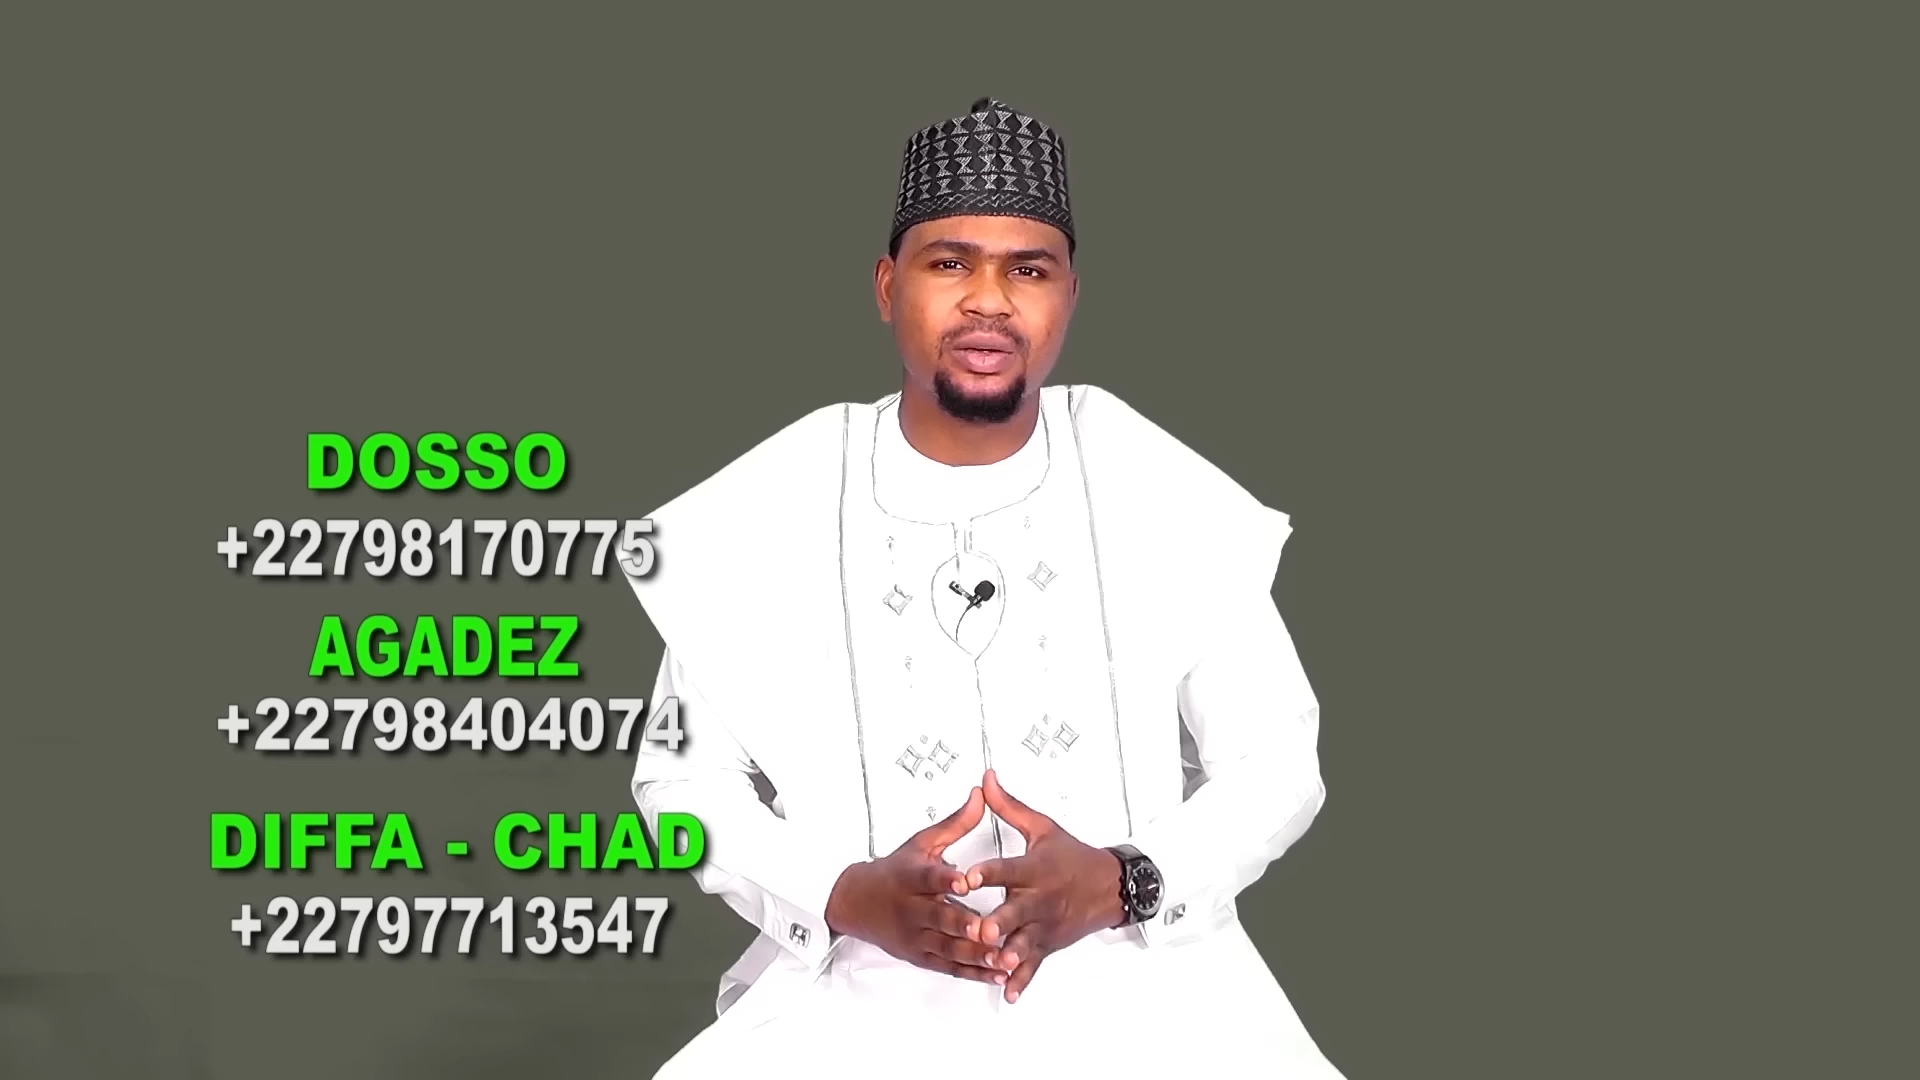 DOSSO
+22798170775
AGADEZ
+22798404074
DIFFA - CHAD
+22797713547